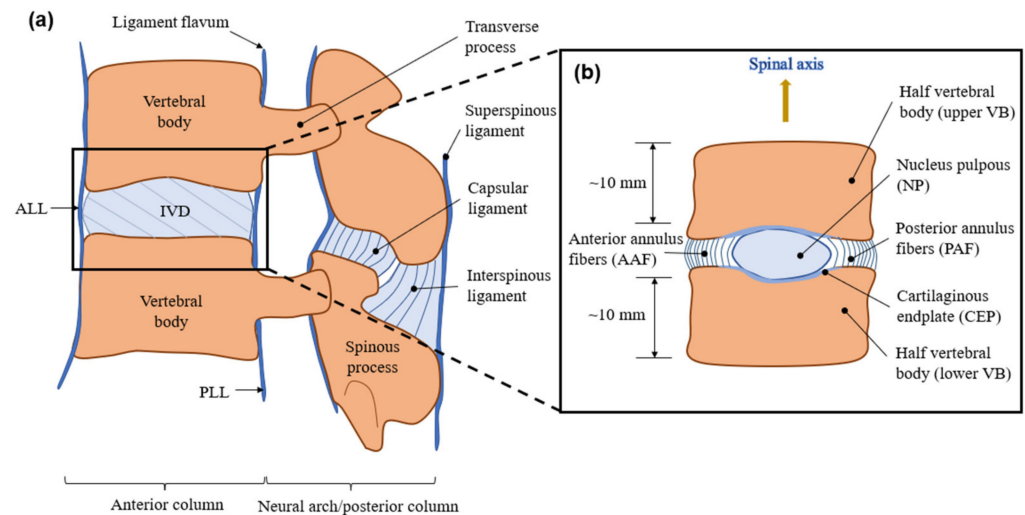 (a)
Ligament flavum
Transverse
process
Vertebral
body
Superspinous
ligament
Capsular
ligament
ALL
IVD
Interspinous
ligament
Vertebral
body
Spinous
process
PLL
Anterior column
Neural arch/posterior column
(b)
Spinal axis
Half vertebral
body (upper VB)
~10 mm
Nucleus pulpous
(NP)
Anterior annulus
fibers (AAF)
Posterior annulus
fibers (PAF)
~10 mm
Cartilaginous
endplate (CEP)
Half vertebral
body (lower VB)